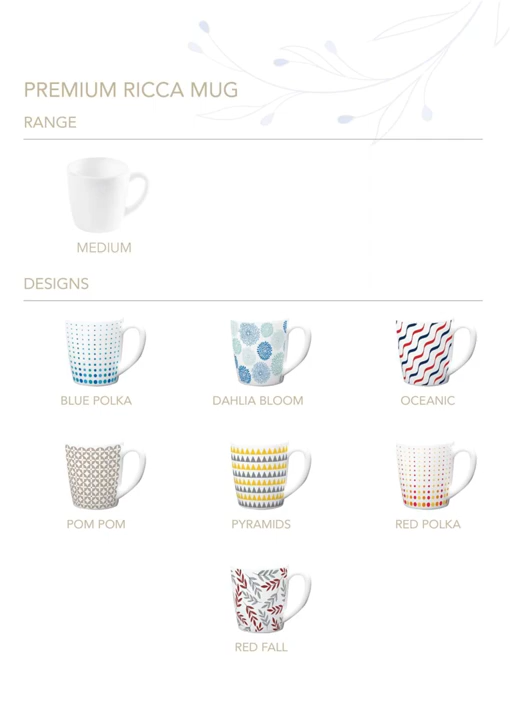 PREMIUM RICCA MUG
RANGE
MEDIUM
DESIGNS
BLUE POLKA
DAHLIA BLOOM
OCEANIC
POM POM
PYRAMIDS
RED POLKA
RED FALL